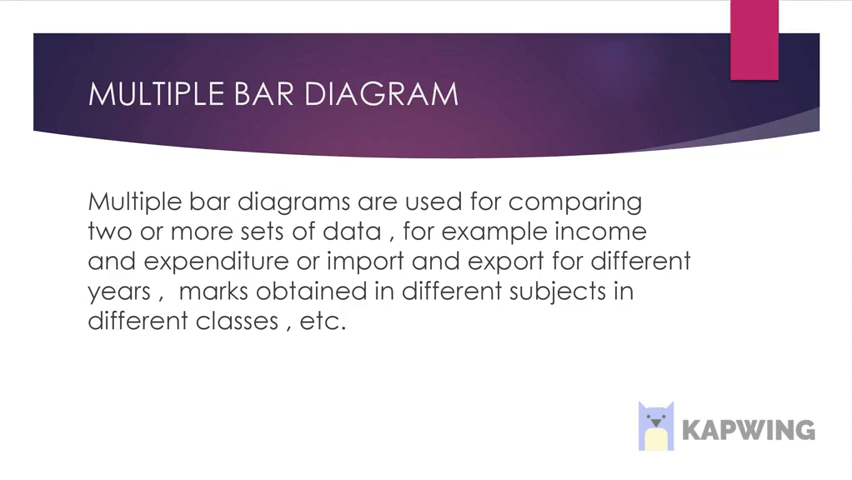 MULTIPLE BAR DIAGRAM
Multiple bar diagrams are used for comparing
two or more sets of data , for example income
and expenditure or import and export for different
years ,  marks obtained in different subjects in
different classes , etc.
KAPWING